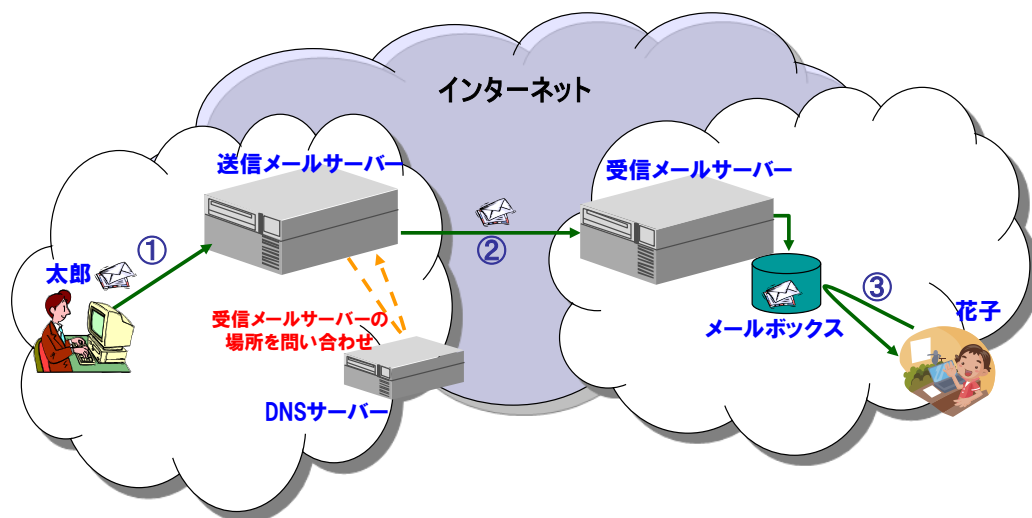 インターネット
送信メールサーバー
受信メールサーバー
①
②
太郎
③
花子
受信メールサーバーの
場所を問い合わせ
メールボックス
DNSサーバー